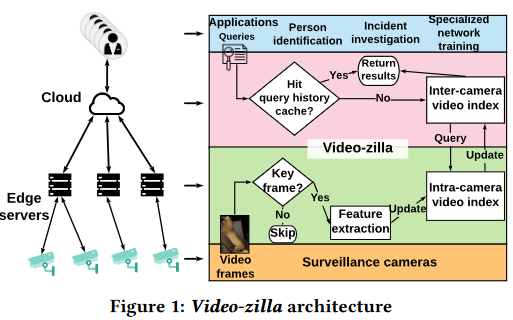 Applications
Queries
Person
identification
Incident
investigation
Specialized
network
training
Cloud
Hit
query history
cache?
Yes
Return
results
No
Inter-camera
video index
Query
Update
Video-zilla
Edge
servers
Key
frame?
Yes
No
Skip
Feature
extraction
Update
Intra-camera
video index
Video
frames
Surveillance cameras
Figure 1: Video-zilla architecture